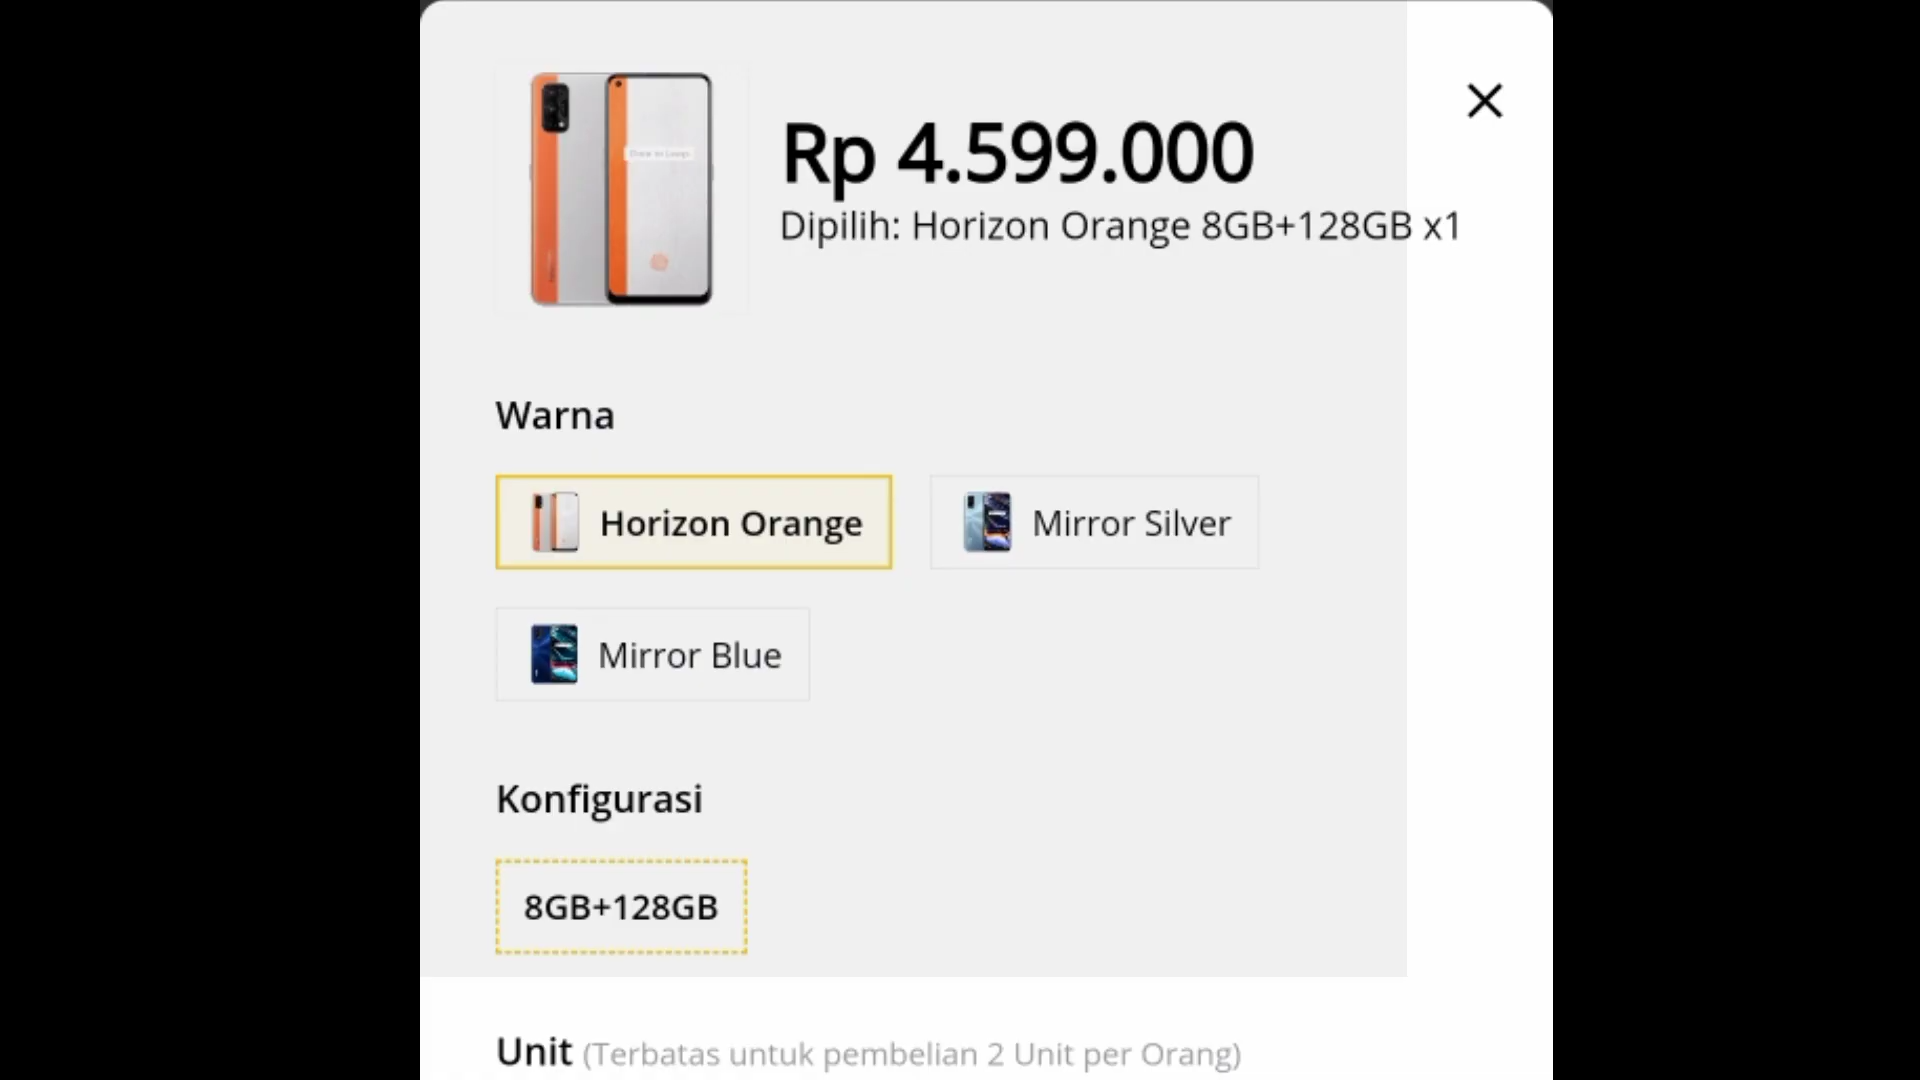 Rp 4.599.000
Dipilih: Horizon Orange 8GB+128GB x1
Warna
Horizon Orange
Mirror Silver
Mirror Blue
Konfigurasi
8GB+128GB
Unit (Terbatas untuk pembelian 2 Unit per Orang)